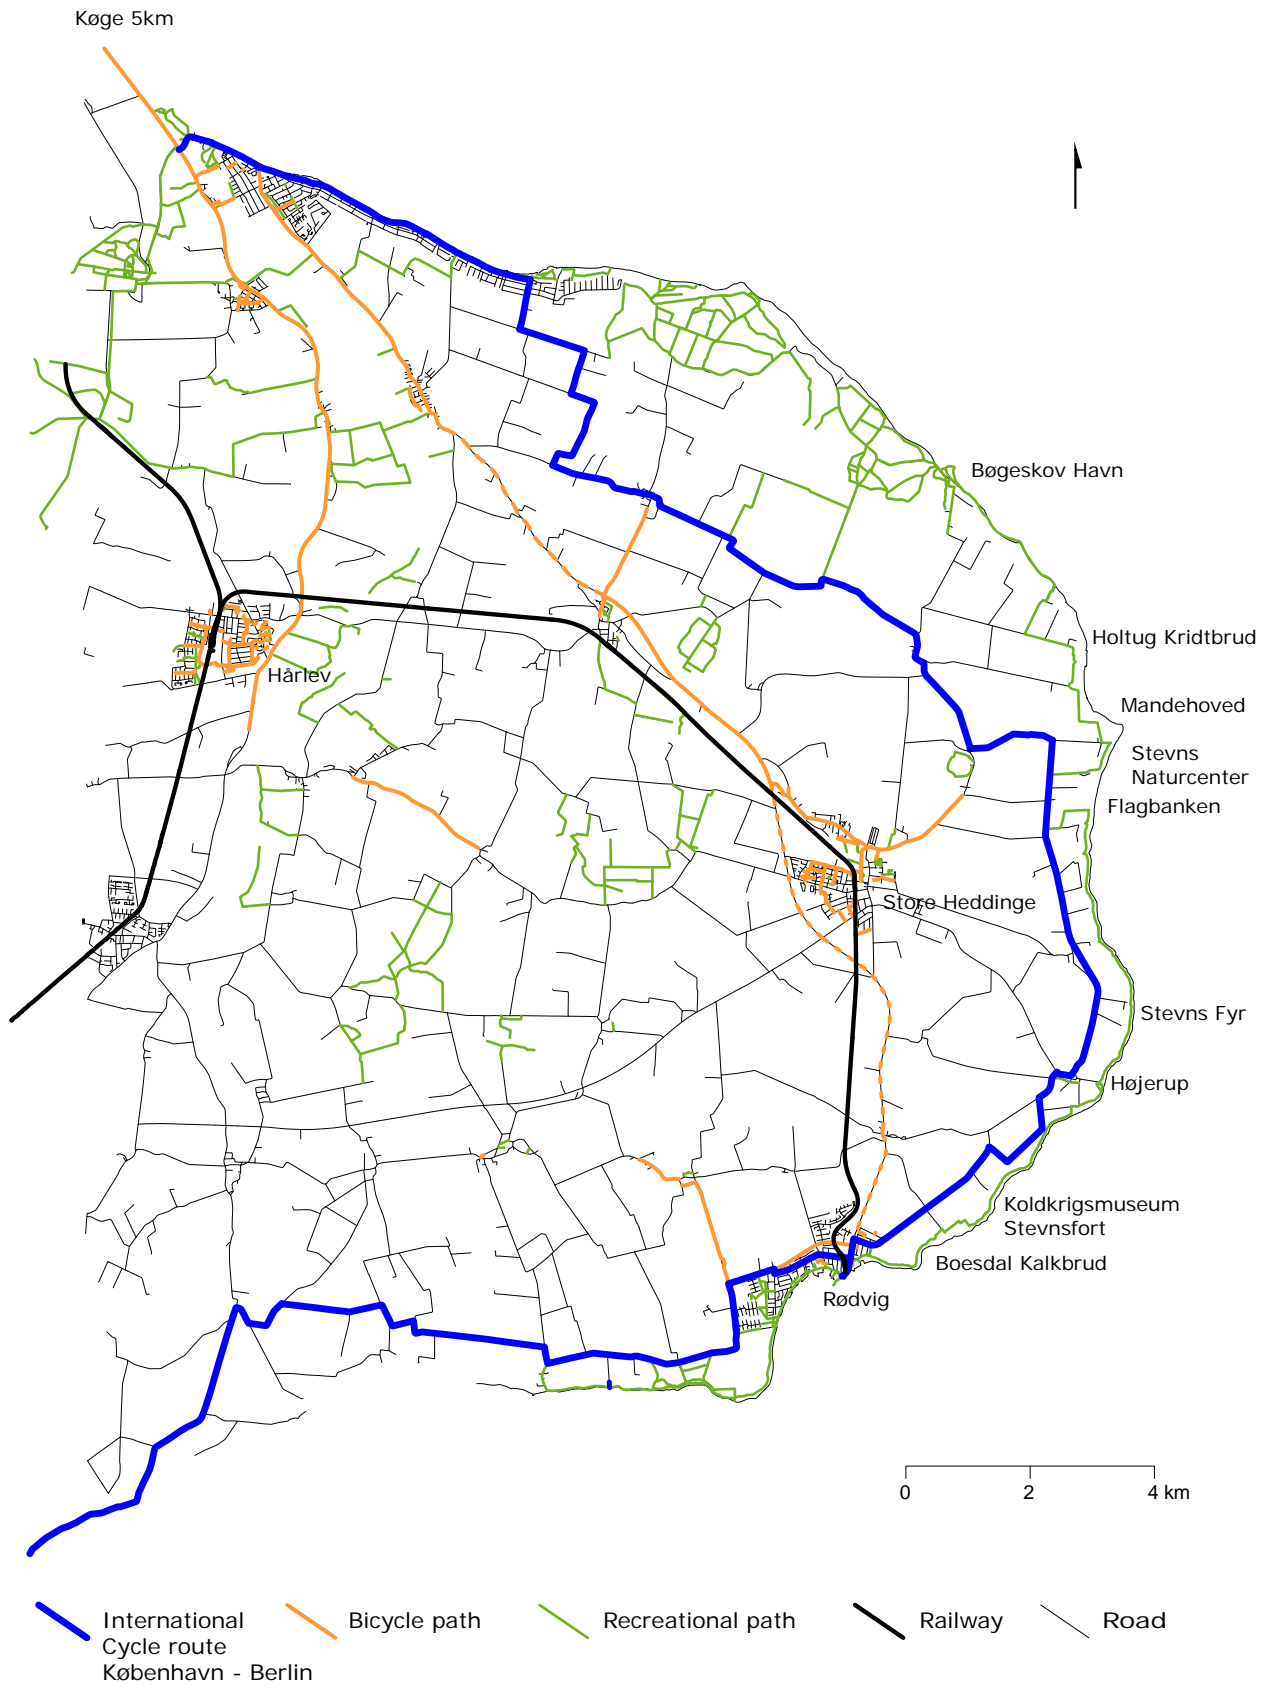 Køge 5km
Bøgeskov Havn
Holtug Kridtbrud
Mandehoved
Stevns
Naturcenter
Flagbanken
Hårlev
Store Heddinge
Stevns Fyr
Højerup
Koldkrigsmuseum
Stevnsfort
Boesdal Kalkbrud
Rødvig
0 2 4 km
International
Cycle route
København - Berlin
Bicycle path
Recreational path
Railway
Road